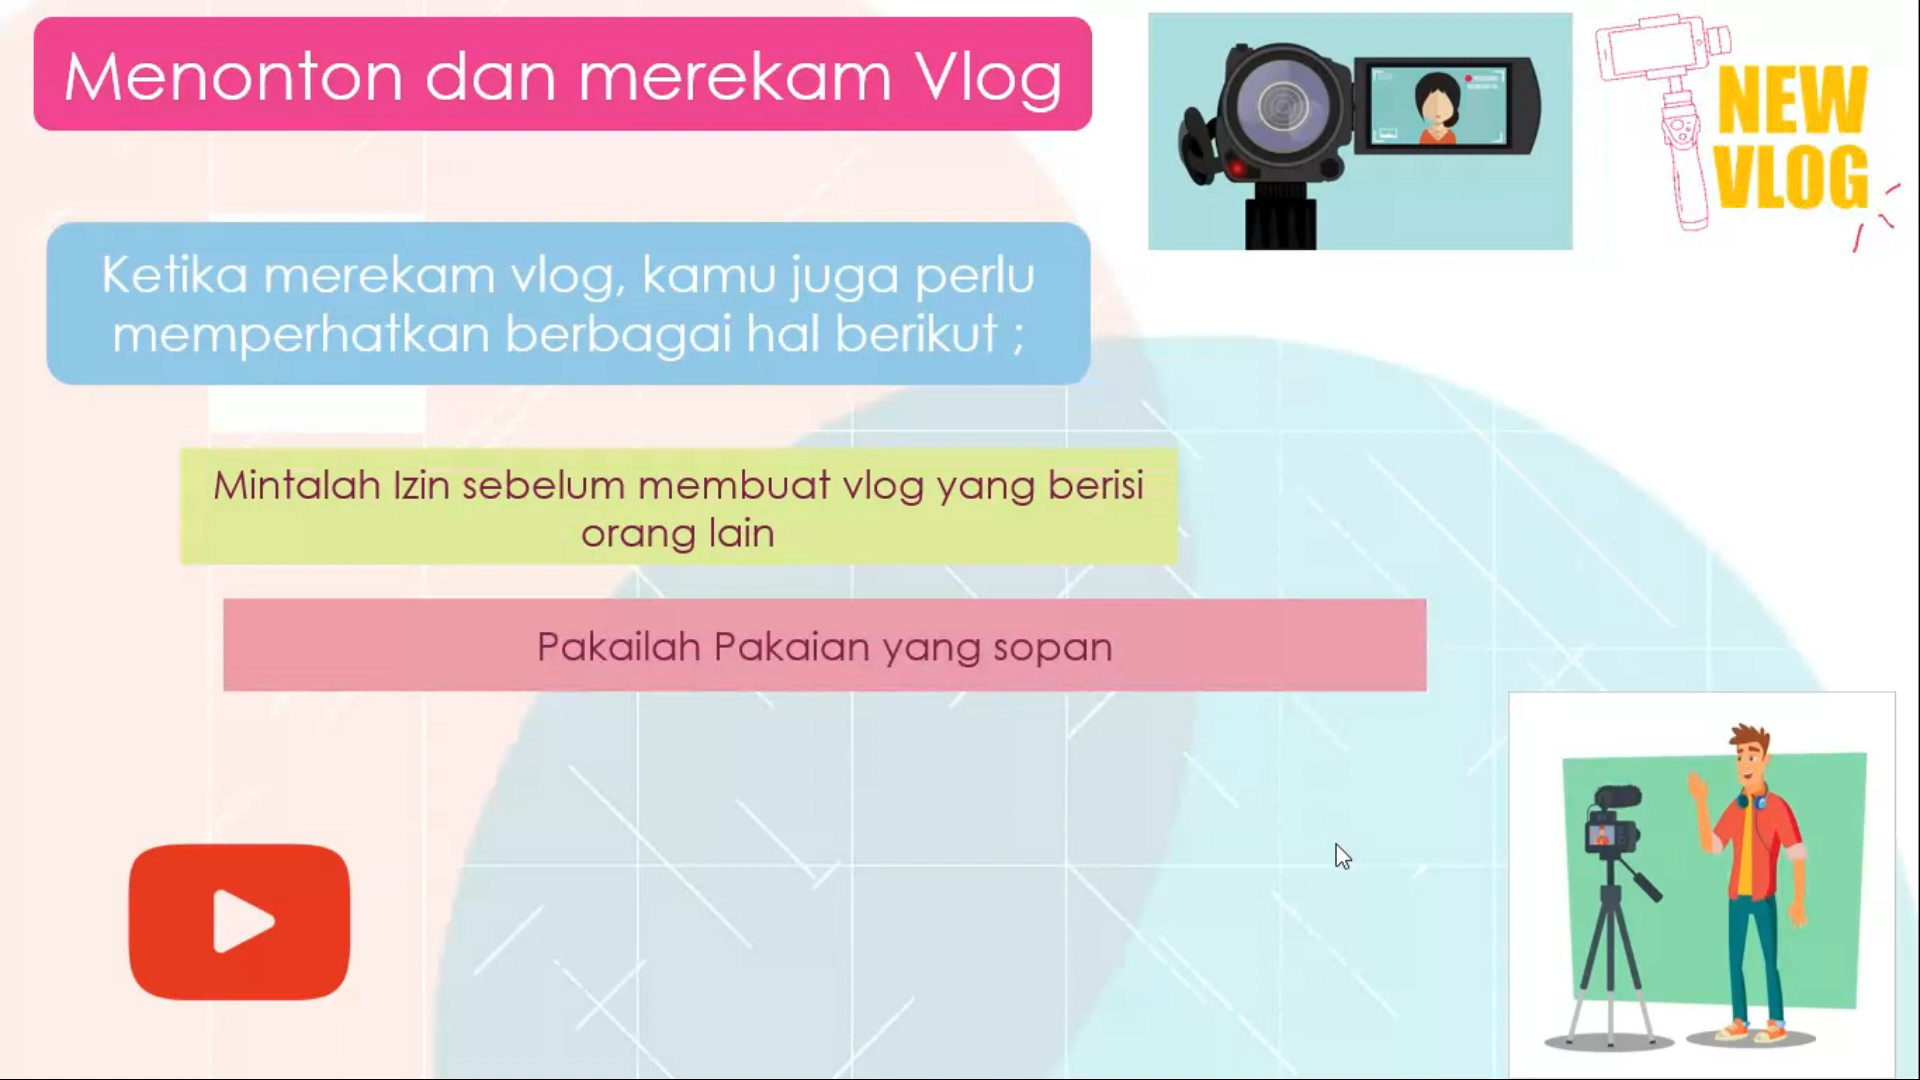 Menonton dan merekam Vlog
NEW
VLOG
Ketika merekam vlog, kamu juga perlu
memperhatkan berbagai hal berikut ;
Mintalah Izin sebelum membuat vlog yang berisi
orang lain
Pakailah Pakaian yang sopan